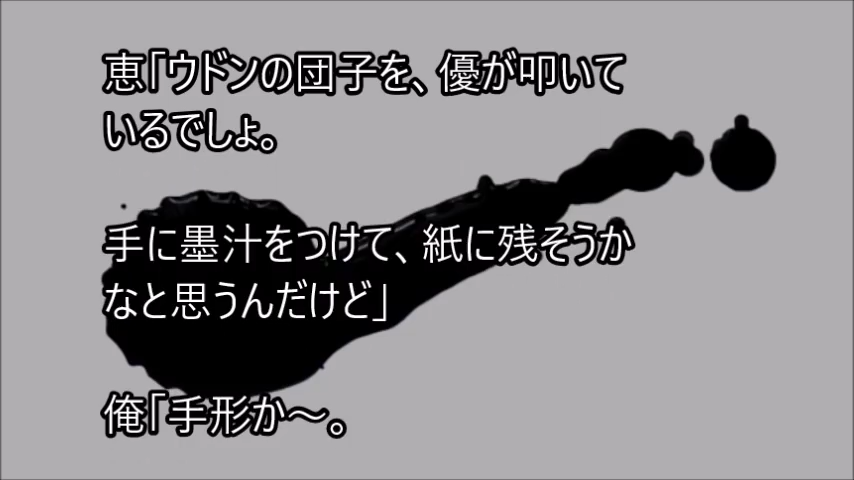 恵「ウドンの団子を、優が叩いて
いるでしょ。
手に墨汁をつけて、紙に残そうか
なと思うんだけど」
俺「手形か～。